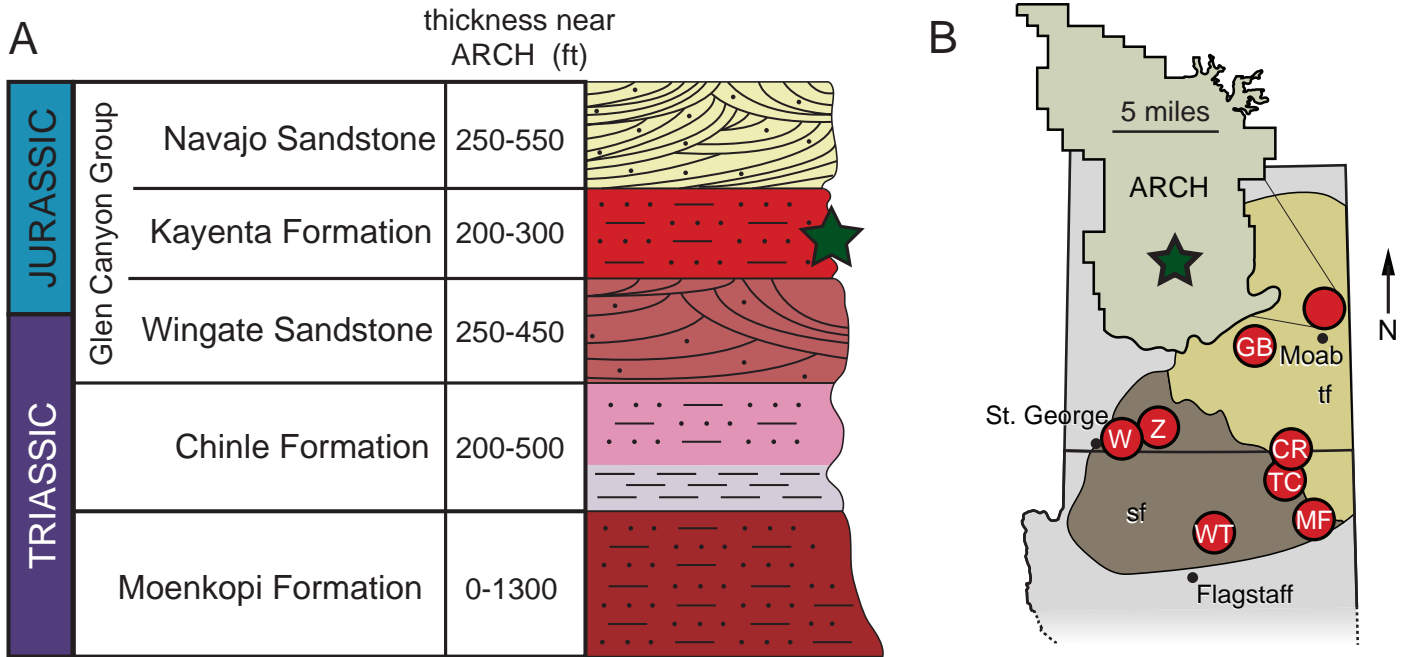 A
thickness near
ARCH (ft)
JURASSIC
TRIASSIC
Glen Canyon Group
Navajo Sandstone
250-550
Kayenta Formation
200-300
Wingate Sandstone
250-450
Chinle Formation
200-500
Moenkopi Formation
0-1300
B
5 miles
ARCH
N
GB
Moab
tf
St. George
W
Z
CR
TC
sf
WT
MF
Flagstaff